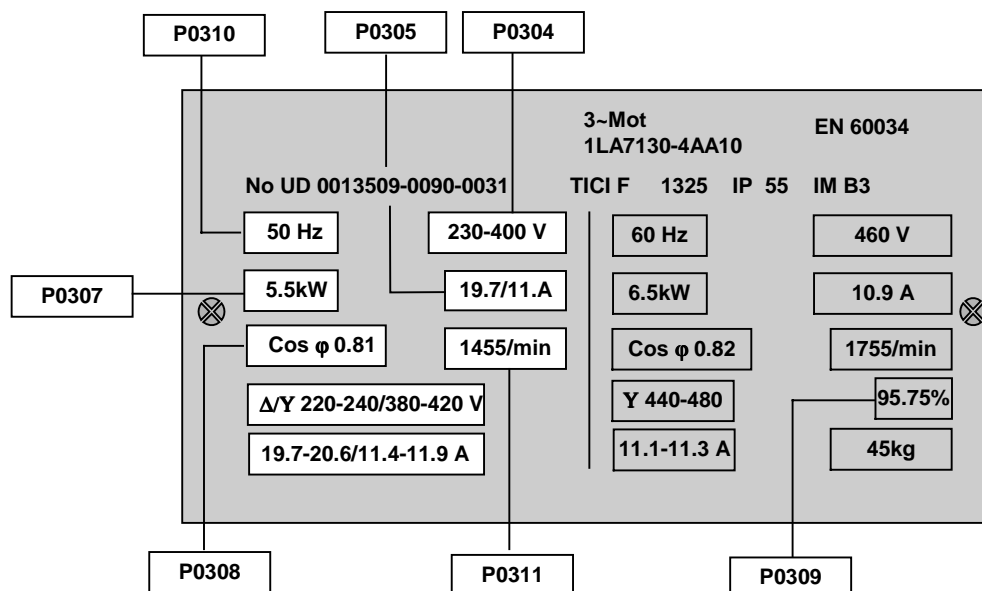 P0310 P0305 P0304
3~Mot EN 60034
1LA7130-4AA10
No UD 0013509-0090-0031 TICI F 1325 IP 55 IM B3
50 Hz 230-400 V 60 Hz 460 V
P0307 5.5kW 19.7/11.A 6.5kW 10.9 A
Cos φ 0.81 1455/min Cos φ 0.82 1755/min
Δ/Y 220-240/380-420 V Y 440-480 95.75%
19.7-20.6/11.4-11.9 A 11.1-11.3 A 45kg
P0308 P0311 P0309